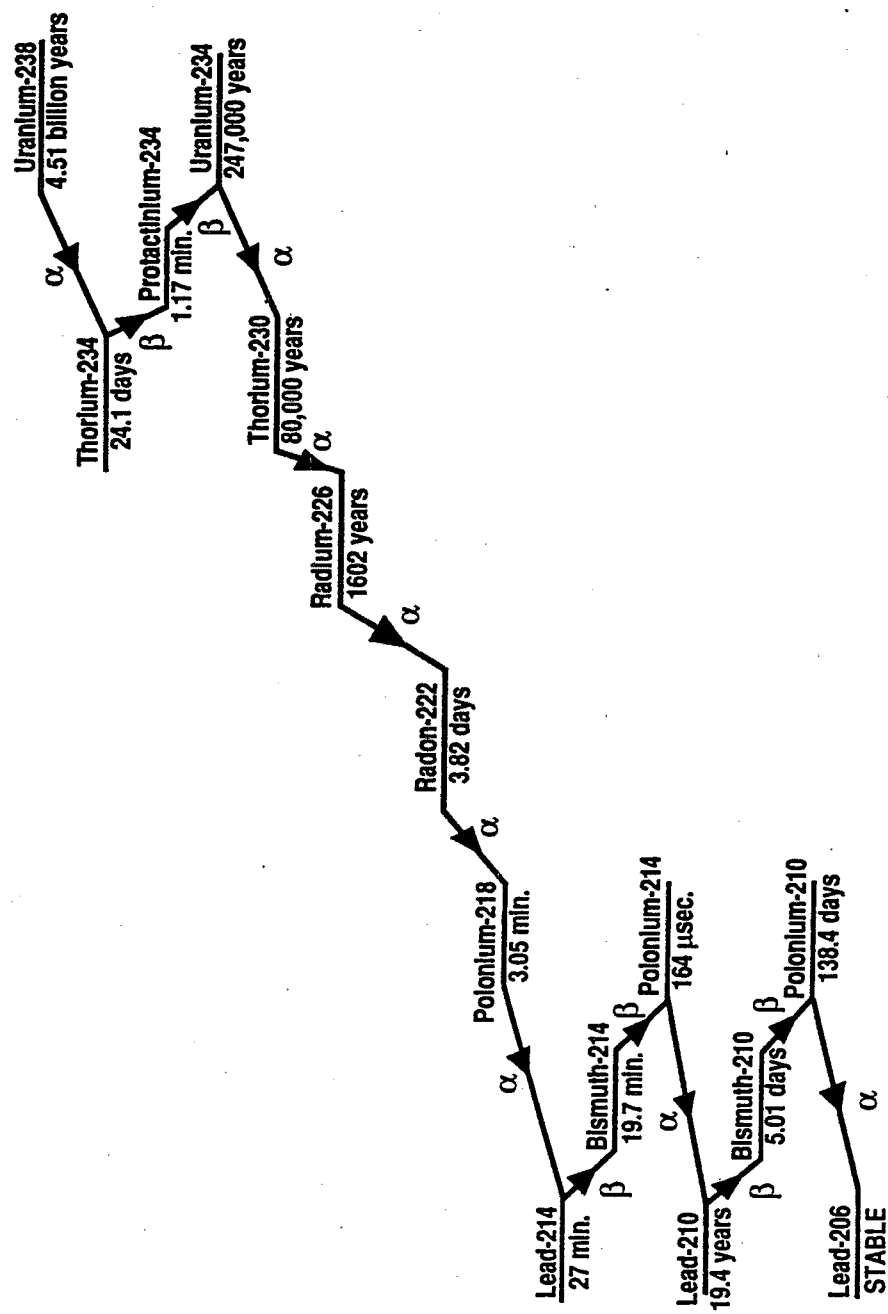 Uranium-238
4.51 billion years
α
Thorium-234
24.1 days
β
Protactinium-234
1.17 min.
β
Uranium-234
247,000 years
α
Thorium-230
80,000 years
α
Radium-226
1602 years
α
Radon-222
3.82 days
α
Polonium-218
3.05 min.
α
Lead-214
27 min.
β
Bismuth-214
19.7 min.
β
Polonium-214
164 μsec.
α
Lead-210
19.4 years
β
Bismuth-210
5.01 days
β
Polonium-210
138.4 days
α
Lead-206
STABLE